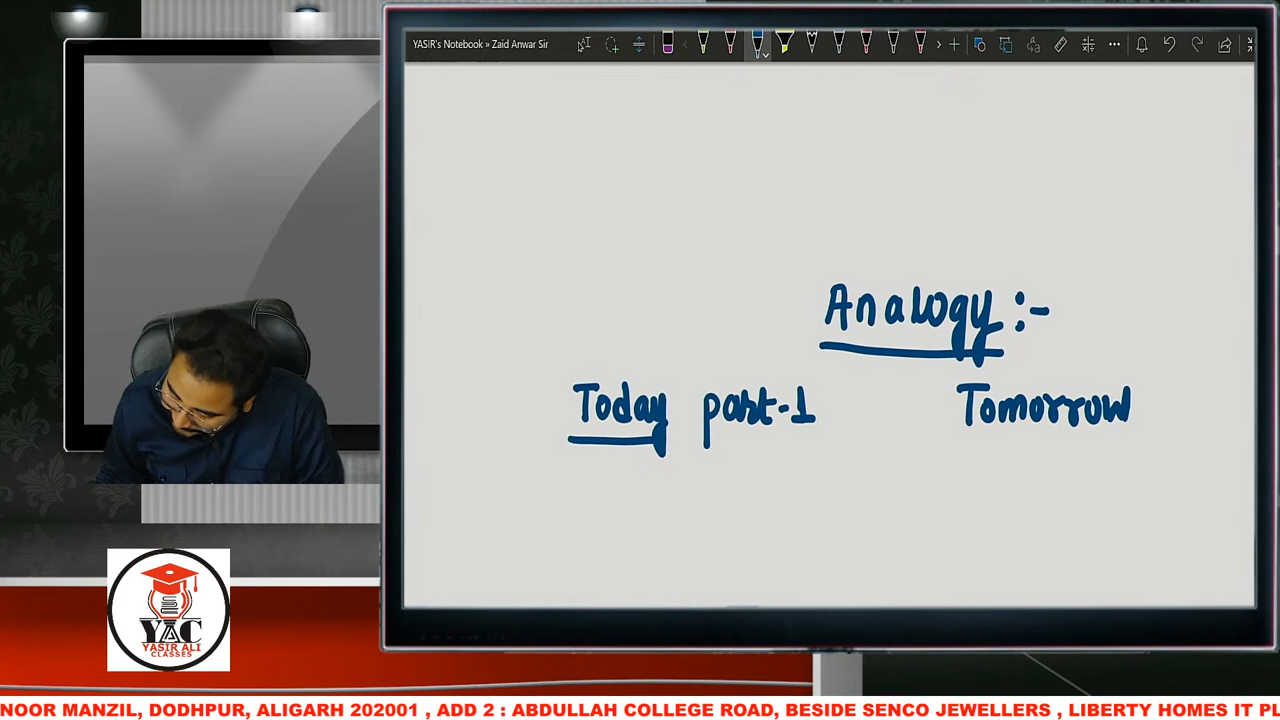 YASIR's Notebook » Zaid Anwar Sir
Analogy :-
Today part-1 Tomorrow
YAC
YASIR ALI
CLASSES
NOOR MANZIL, DODHPUR, ALIGARH 202001 , ADD 2 : ABDULLAH COLLEGE ROAD, BESIDE SENCO JEWELLERS , LIBERTY HOMES IT PL